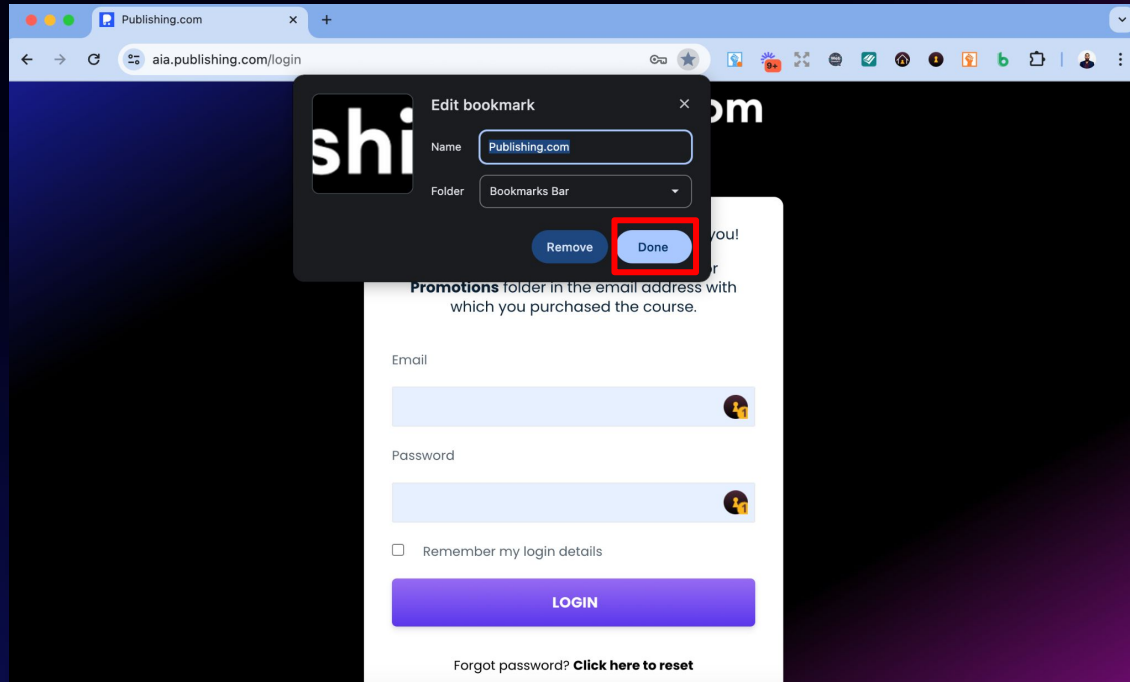 Publishing.com
aia.publishing.com/login
9+
b
om
shi
Edit bookmark
Name
Publishing.com
Folder
Bookmarks Bar
Remove
Done
you!
r
Promotions folder in the email address with
which you purchased the course.
Email
1
Password
1
Remember my login details
LOGIN
Forgot password? Click here to reset